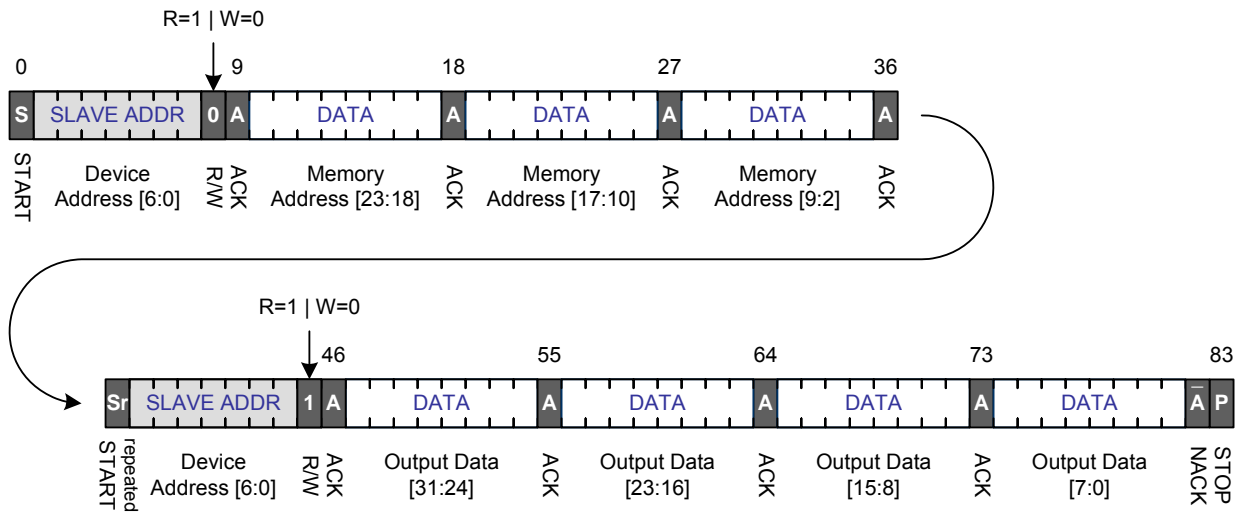 R=1 | W=0
0 9 18 27 36
S SLAVE ADDR 0 A DATA A DATA A DATA A
START
Device
Address [6:0]
R/W
ACK
Memory
Address [23:18]
ACK
Memory
Address [17:10]
ACK
Memory
Address [9:2]
ACK
R=1 | W=0
46 55 64 73 83
Sr SLAVE ADDR 1 A DATA A DATA A DATA A DATA A̅ P
repeated
START
Device
Address [6:0]
R/W
ACK
Output Data
[31:24]
ACK
Output Data
[23:16]
ACK
Output Data
[15:8]
ACK
Output Data
[7:0]
NACK
STOP